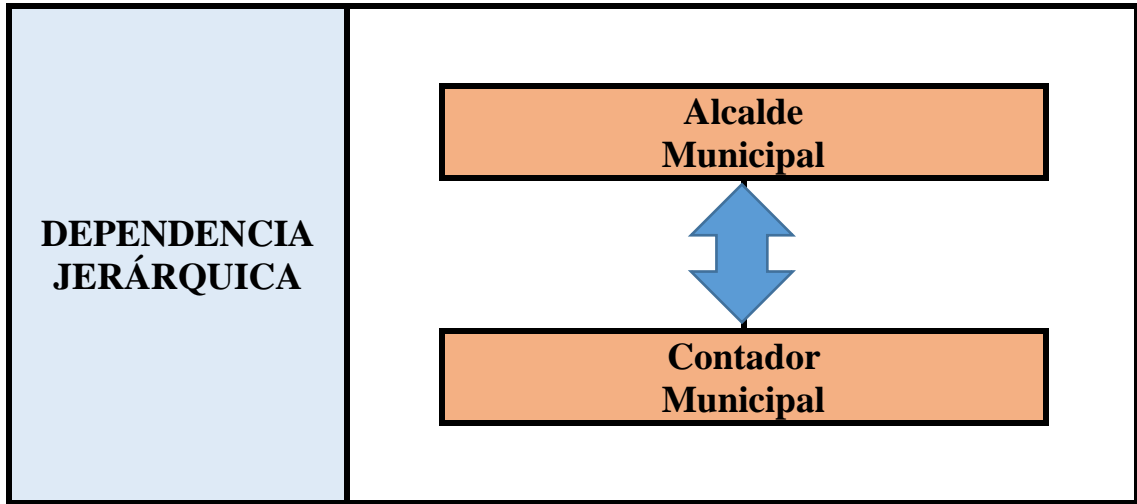 DEPENDENCIA
JERÁRQUICA
Alcalde
Municipal
Contador
Municipal